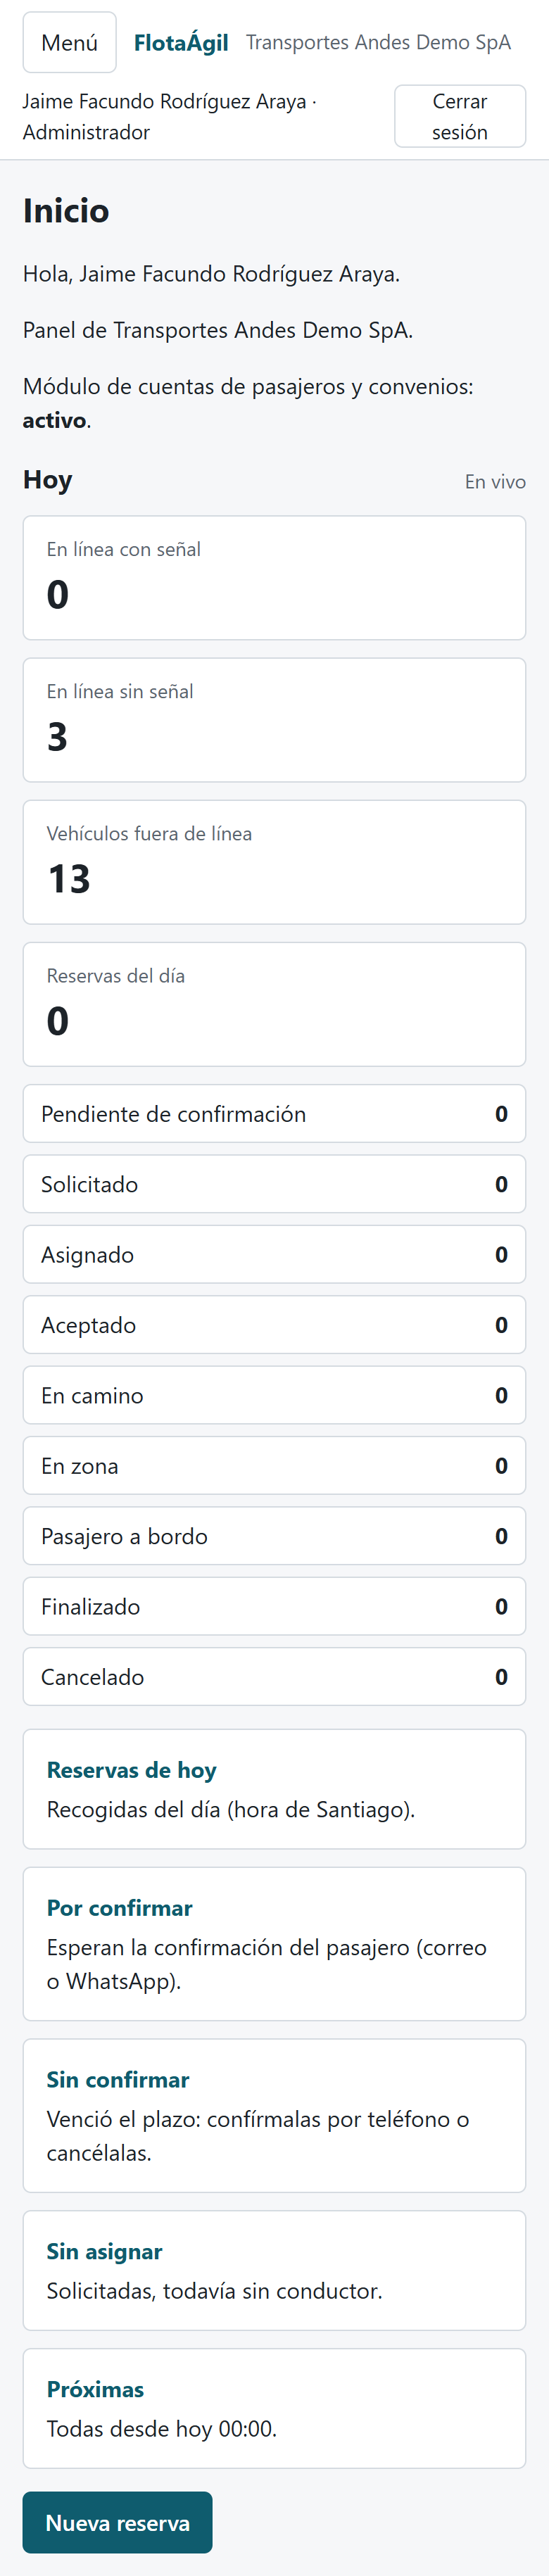 Menú FlotaÁgil Transportes Andes Demo SpA
Jaime Facundo Rodríguez Araya ·
Administrador
Cerrar
sesión
Inicio
Hola, Jaime Facundo Rodríguez Araya.
Panel de Transportes Andes Demo SpA.
Módulo de cuentas de pasajeros y convenios:
activo.
Hoy En vivo
En línea con señal
0
En línea sin señal
3
Vehículos fuera de línea
13
Reservas del día
0
Pendiente de confirmación 0
Solicitado 0
Asignado 0
Aceptado 0
En camino 0
En zona 0
Pasajero a bordo 0
Finalizado 0
Cancelado 0
Reservas de hoy
Recogidas del día (hora de Santiago).
Por confirmar
Esperan la confirmación del pasajero (correo
o WhatsApp).
Sin confirmar
Venció el plazo: confírmalas por teléfono o
cancélalas.
Sin asignar
Solicitadas, todavía sin conductor.
Próximas
Todas desde hoy 00:00.
Nueva reserva